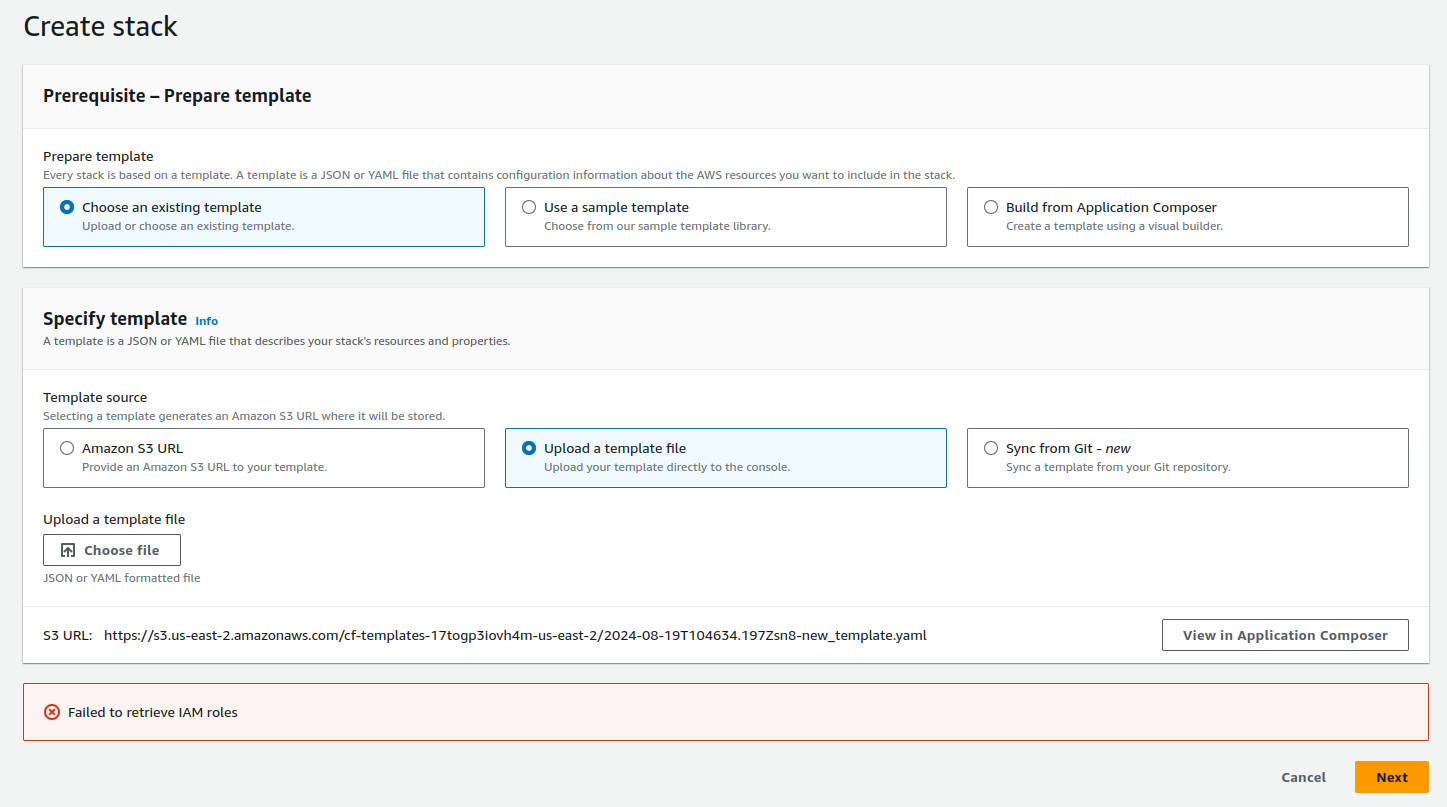 Create stack
Prerequisite – Prepare template
Prepare template
Every stack is based on a template. A template is a JSON or YAML file that contains configuration information about the AWS resources you want to include in the stack.
Choose an existing template
Upload or choose an existing template.
Use a sample template
Choose from our sample template library.
Build from Application Composer
Create a template using a visual builder.
Specify template Info
A template is a JSON or YAML file that describes your stack's resources and properties.
Template source
Selecting a template generates an Amazon S3 URL where it will be stored.
Amazon S3 URL
Provide an Amazon S3 URL to your template.
Upload a template file
Upload your template directly to the console.
Sync from Git - new
Sync a template from your Git repository.
Upload a template file
Choose file
JSON or YAML formatted file
S3 URL: https://s3.us-east-2.amazonaws.com/cf-templates-17togp3iovh4m-us-east-2/2024-08-19T104634.197Zsn8-new_template.yaml
View in Application Composer
Failed to retrieve IAM roles
Cancel
Next